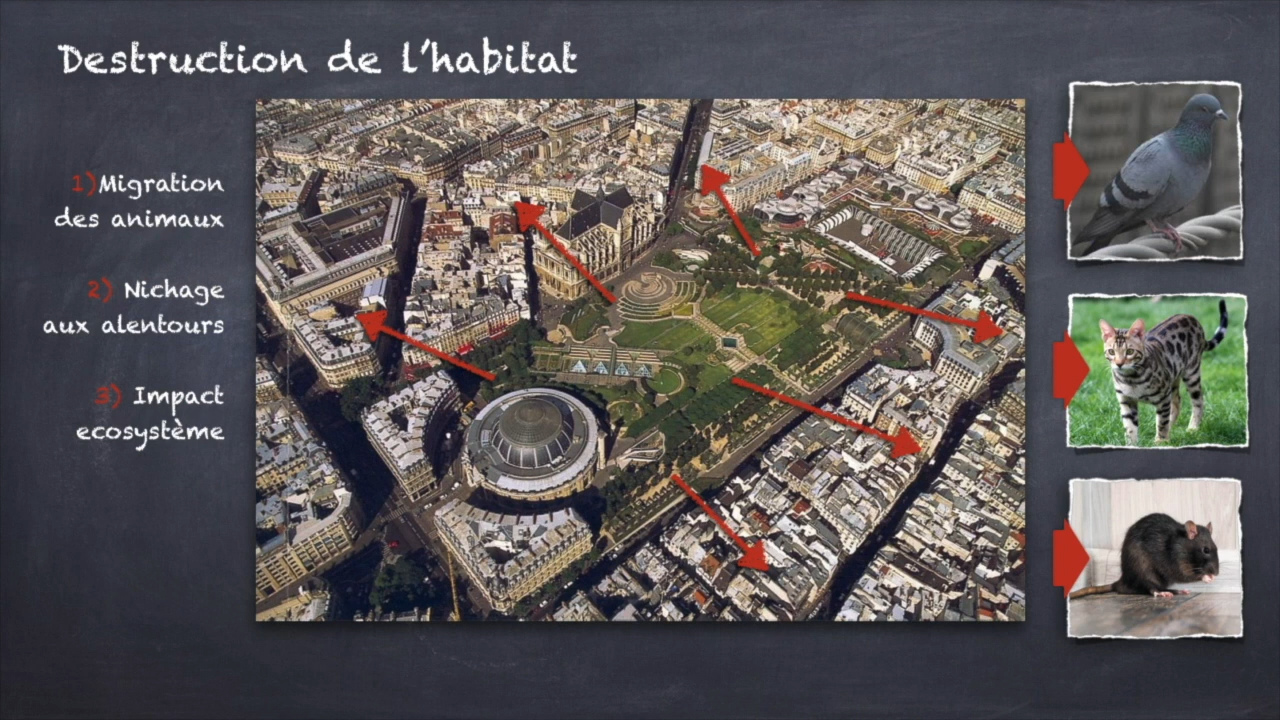 Destruction de l'habitat
1)Migration
des animaux
2) Nichage
aux alentours
3) Impact
ecosystème